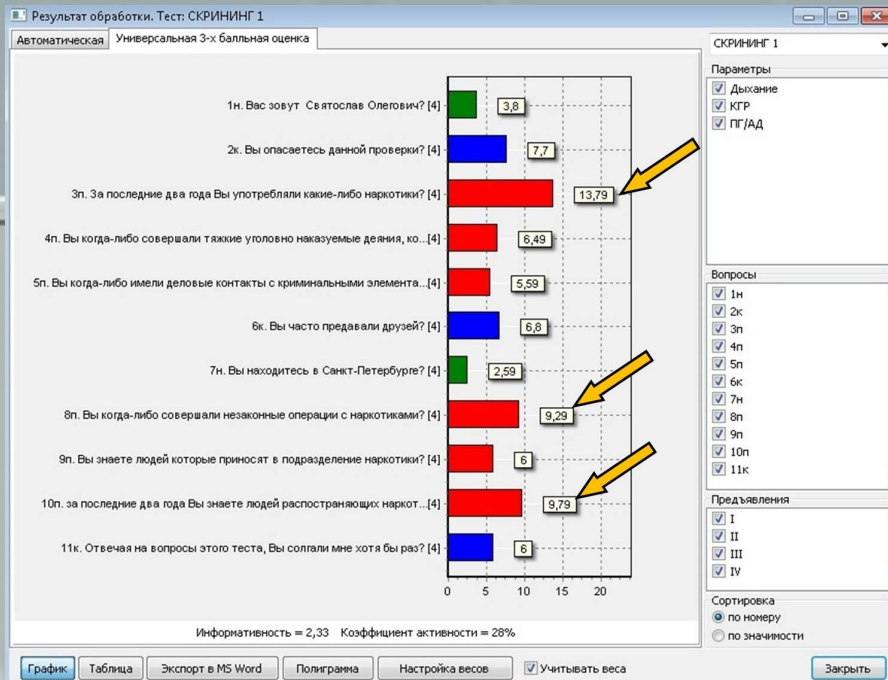 Результат обработки. Тест: СКРИНИНГ 1
Автоматическая
Универсальная 3-х балльная оценка
1н. Вас зовут Святослав Олегович? [4]
3,8
2к. Вы опасаетесь данной проверки? [4]
7,7
3п. За последние два года Вы употребляли какие-либо наркотики? [4]
13,79
4п. Вы когда-либо совершали тяжкие уголовно наказуемые деяния, ко...[4]
6,49
5п. Вы когда-либо имели деловые контакты с криминальными элемента...[4]
5,59
6к. Вы часто предавали друзей? [4]
6,8
7н. Вы находитесь в Санкт-Петербурге? [4]
2,59
8п. Вы когда-либо совершали незаконные операции с наркотиками? [4]
9,29
9п. Вы знаете людей которые приносят в подразделение наркотики? [4]
6
10п. за последние два года Вы знаете людей распостраняющих наркот...[4]
9,79
11к. Отвечая на вопросы этого теста, Вы солгали мне хотя бы раз? [4]
6
0 5 10 15 20
Информативность = 2,33 Коэффициент активности = 28%
СКРИНИНГ 1
Параметры
Дыхание
КГР
ПГ/АД
Вопросы
1н
2к
3п
4п
5п
6к
7н
8п
9п
10п
11к
Предъявления
I
II
III
IV
Сортировка
по номеру
по значимости
График
Таблица
Экспорт в MS Word
Полиграмма
Настройка весов
Учитывать веса
Закрыть